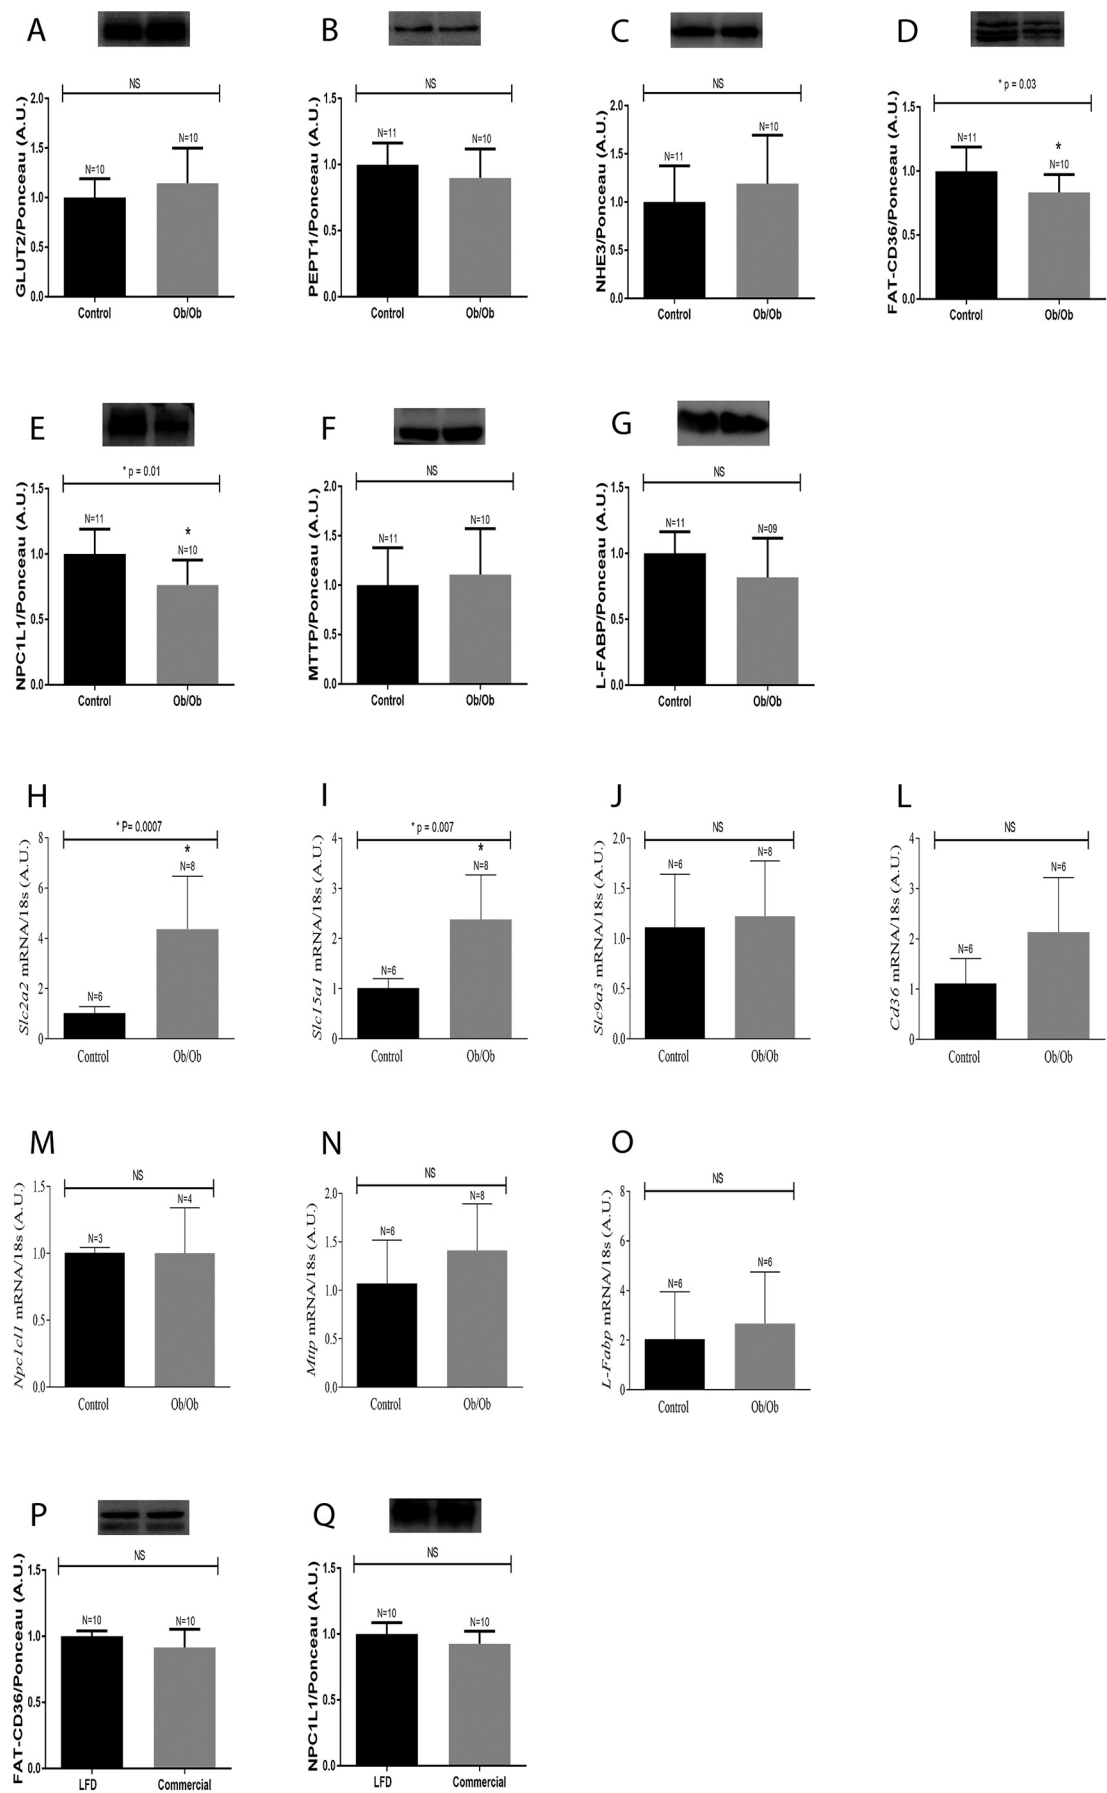 A
NS
GLUT2/Ponceau (A.U.)
2.0
1.5
1.0
0.5
0.0
N=10
N=10
Control
Ob/Ob
B
NS
PEPT1/Ponceau (A.U.)
1.5
1.0
0.5
0.0
N=11
N=10
Control
Ob/Ob
C
NS
NHE3/Ponceau (A.U.)
2.0
1.5
1.0
0.5
0.0
N=11
N=10
Control
Ob/Ob
D
* p = 0.03
FAT-CD36/Ponceau (A.U.)
1.5
1.0
0.5
0.0
N=11
*
N=10
Control
Ob/Ob
E
* p = 0.01
NPC1L1/Ponceau (A.U.)
1.5
1.0
0.5
0.0
N=11
*
N=10
Control
Ob/Ob
F
NS
MTTP/Ponceau (A.U.)
2.0
1.5
1.0
0.5
0.0
N=11
N=10
Control
Ob/Ob
G
NS
L-FABP/Ponceau (A.U.)
1.5
1.0
0.5
0.0
N=11
N=09
Control
Ob/Ob
H
* P= 0.0007
Slc2a2 mRNA/18s (A.U.)
8
6
4
2
0
N=6
*
N=8
Control
Ob/Ob
I
* p = 0.007
Slc15a1 mRNA/18s (A.U.)
4
3
2
1
0
N=6
*
N=8
Control
Ob/Ob
J
NS
Slc9a3 mRNA/18s (A.U.)
2.0
1.5
1.0
0.5
0.0
N=6
N=8
Control
Ob/Ob
L
NS
Cd36 mRNA/18s (A.U.)
4
3
2
1
0
N=6
N=6
Control
Ob/Ob
M
NS
Npc1cl1 mRNA/18s (A.U.)
1.5
1.0
0.5
0.0
N=3
N=4
Control
Ob/Ob
N
NS
Mttp mRNA/18s (A.U.)
2.0
1.5
1.0
0.5
0.0
N=6
N=8
Control
Ob/Ob
O
NS
L-Fabp mRNA/18s (A.U.)
8
6
4
2
0
N=6
N=6
Control
Ob/Ob
P
NS
FAT-CD36/Ponceau (A.U.)
1.5
1.0
0.5
0.0
N=10
N=10
LFD
Commercial
Q
NS
NPC1L1/Ponceau (A.U.)
1.5
1.0
0.5
0.0
N=10
N=10
LFD
Commercial